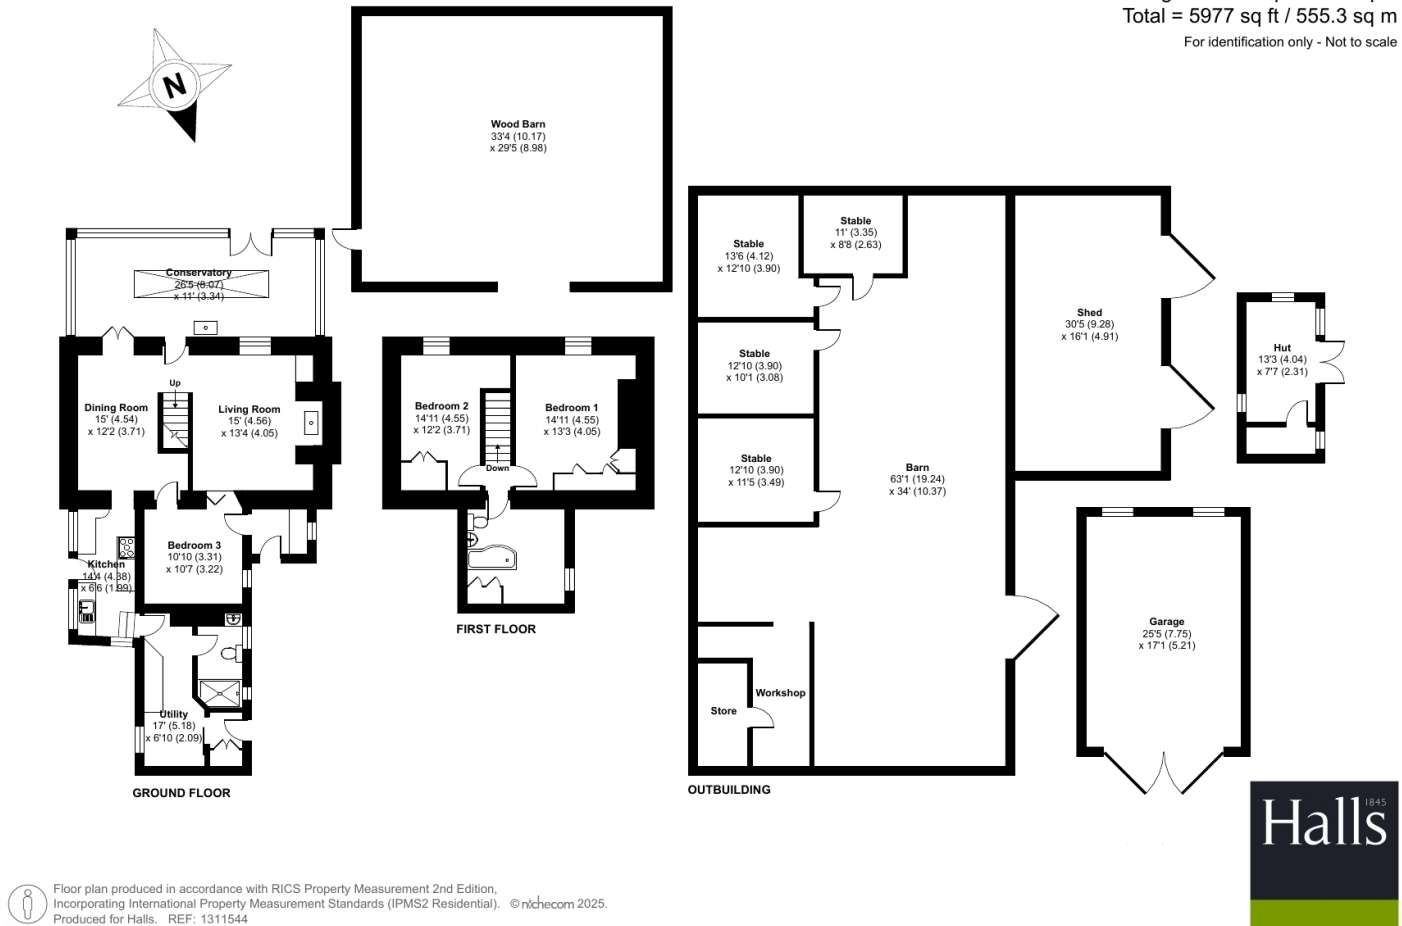 Total = 5977 sq ft / 555.3 sq m
For identification only - Not to scale
N
Wood Barn
33'4 (10.17)
x 29'5 (8.98)
Conservatory
26'5 (8.07)
x 11' (3.34)
Up
Dining Room
15' (4.54)
x 12'2 (3.71)
Living Room
15' (4.56)
x 13'4 (4.05)
Kitchen
14'4 (4.38)
x 6'6 (1.99)
Bedroom 3
10'10 (3.31)
x 10'7 (3.22)
Utility
17' (5.18)
x 6'10 (2.09)
GROUND FLOOR
Bedroom 2
14'11 (4.55)
x 12'2 (3.71)
Bedroom 1
14'11 (4.55)
x 13'3 (4.05)
Down
FIRST FLOOR
Stable
13'6 (4.12)
x 12'10 (3.90)
Stable
11' (3.35)
x 8'8 (2.63)
Stable
12'10 (3.90)
x 10'1 (3.08)
Stable
12'10 (3.90)
x 11'5 (3.49)
Barn
63'1 (19.24)
x 34' (10.37)
Shed
30'5 (9.28)
x 16'1 (4.91)
Hut
13'3 (4.04)
x 7'7 (2.31)
Workshop
Store
OUTBUILDING
Garage
25'5 (7.75)
x 17'1 (5.21)
Halls
1845
Floor plan produced in accordance with RICS Property Measurement 2nd Edition,
Incorporating International Property Measurement Standards (IPMS2 Residential). © nichecom 2025.
Produced for Halls. REF: 1311544